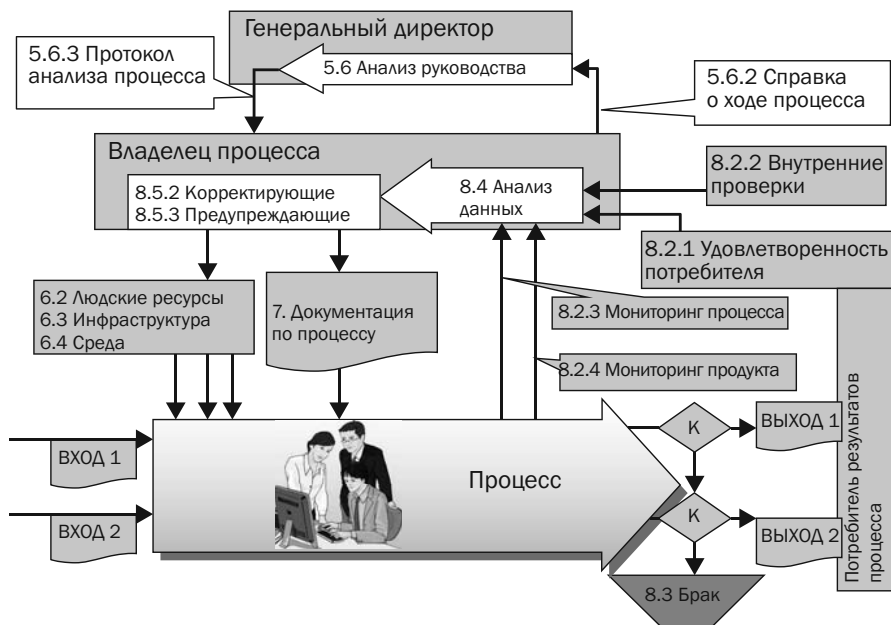 Генеральный директор
5.6.3 Протокол
анализа процесса
5.6 Анализ руководства
5.6.2 Справка
о ходе процесса
Владелец процесса
8.5.2 Корректирующие
8.5.3 Предупреждающие
8.4 Анализ
данных
8.2.2 Внутренние
проверки
8.2.1 Удовлетворенность
потребителя
6.2 Людские ресурсы
6.3 Инфраструктура
6.4 Среда
7. Документация
по процессу
8.2.3 Мониторинг процесса
8.2.4 Мониторинг продукта
ВХОД 1
ВХОД 2
Процесс
К
К
ВЫХОД 1
ВЫХОД 2
Потребитель результатов
процесса
8.3 Брак